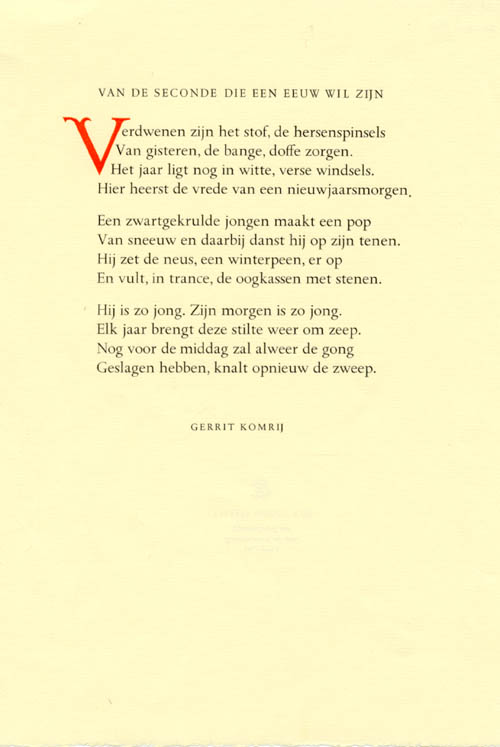 VAN DE SECONDE DIE EEN EEUW WIL ZIJN
Verdwenen zijn het stof, de hersenspinsels
Van gisteren, de bange, doffe zorgen.
Het jaar ligt nog in witte, verse windsels.
Hier heerst de vrede van een nieuwjaarsmorgen.
Een zwartgekrulde jongen maakt een pop
Van sneeuw en daarbij danst hij op zijn tenen.
Hij zet de neus, een winterpeen, er op
En vult, in trance, de oogkassen met stenen.
Hij is zo jong. Zijn morgen is zo jong.
Elk jaar brengt deze stilte weer om zeep.
Nog voor de middag zal alweer de gong
Geslagen hebben, knalt opnieuw de zweep.
GERRIT KOMRIJ